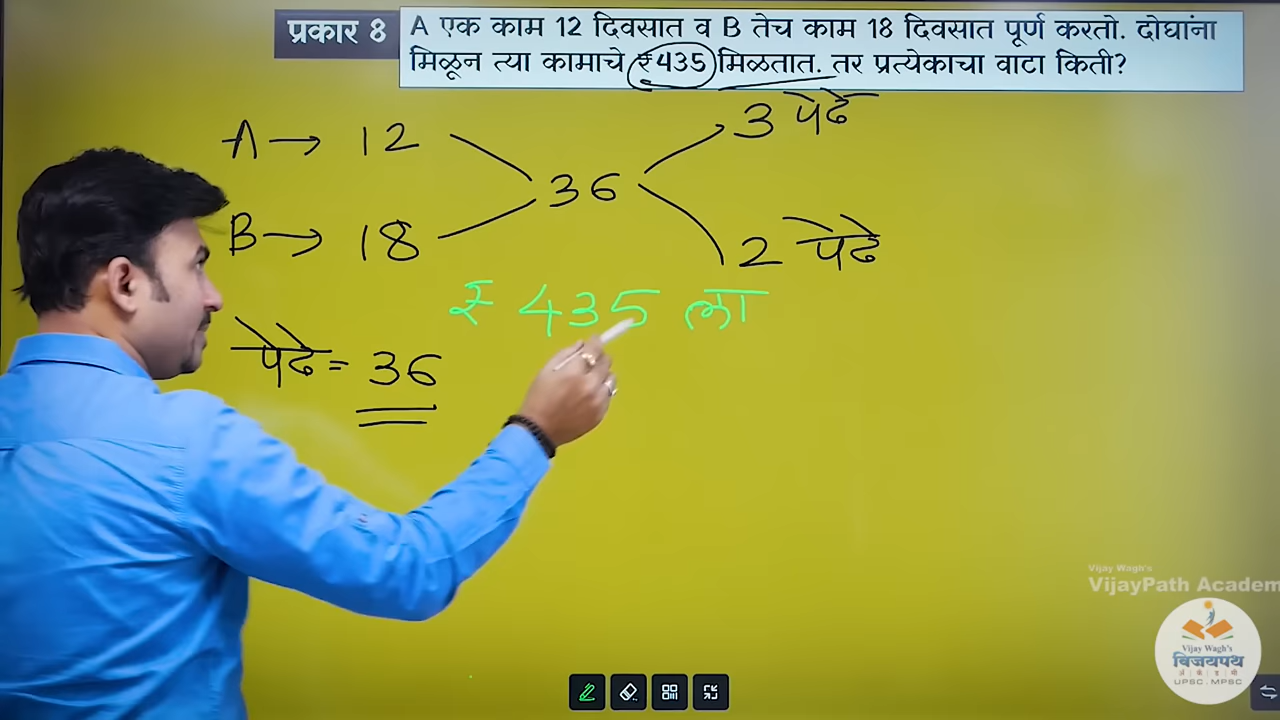 प्रकार 8
A एक काम 12 दिवसात व B तेच काम 18 दिवसात पूर्ण करतो. दोघांना
मिळून त्या कामाचे ₹435 मिळतात. तर प्रत्येकाचा वाटा किती?
A → 12
36
3 पेढे
B → 18
2 पेढे
₹ 435 ला
पेढे = 36
Vijay Wagh's
VijayPath Academ
Vijay Wagh's
विजयपथ
अ‍ॅकॅडमी
UPSC.MPSC